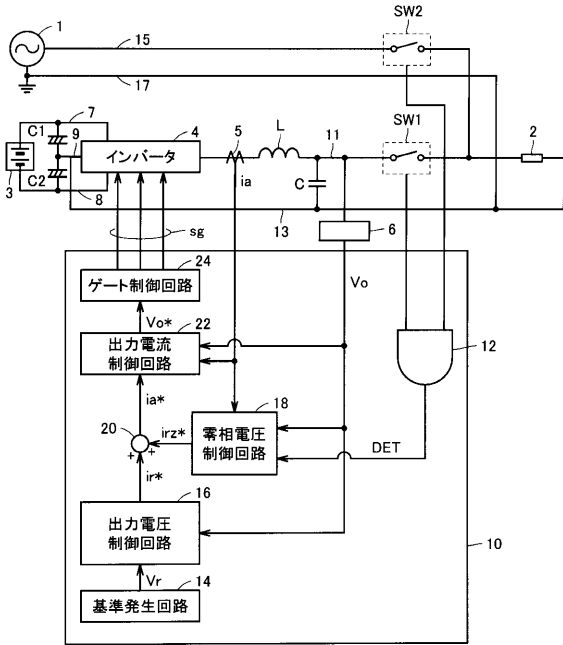 1
15
SW2
17
C1
7
9
4
インバータ
5
L
11
SW1
2
3
C2
8
ia
C
13
6
sg
Vo
24
ゲート制御回路
Vo*
22
出力電流
制御回路
12
ia*
18
20
irz*
零相電圧
制御回路
DET
+
+
ir*
16
出力電圧
制御回路
10
Vr
14
基準発生回路